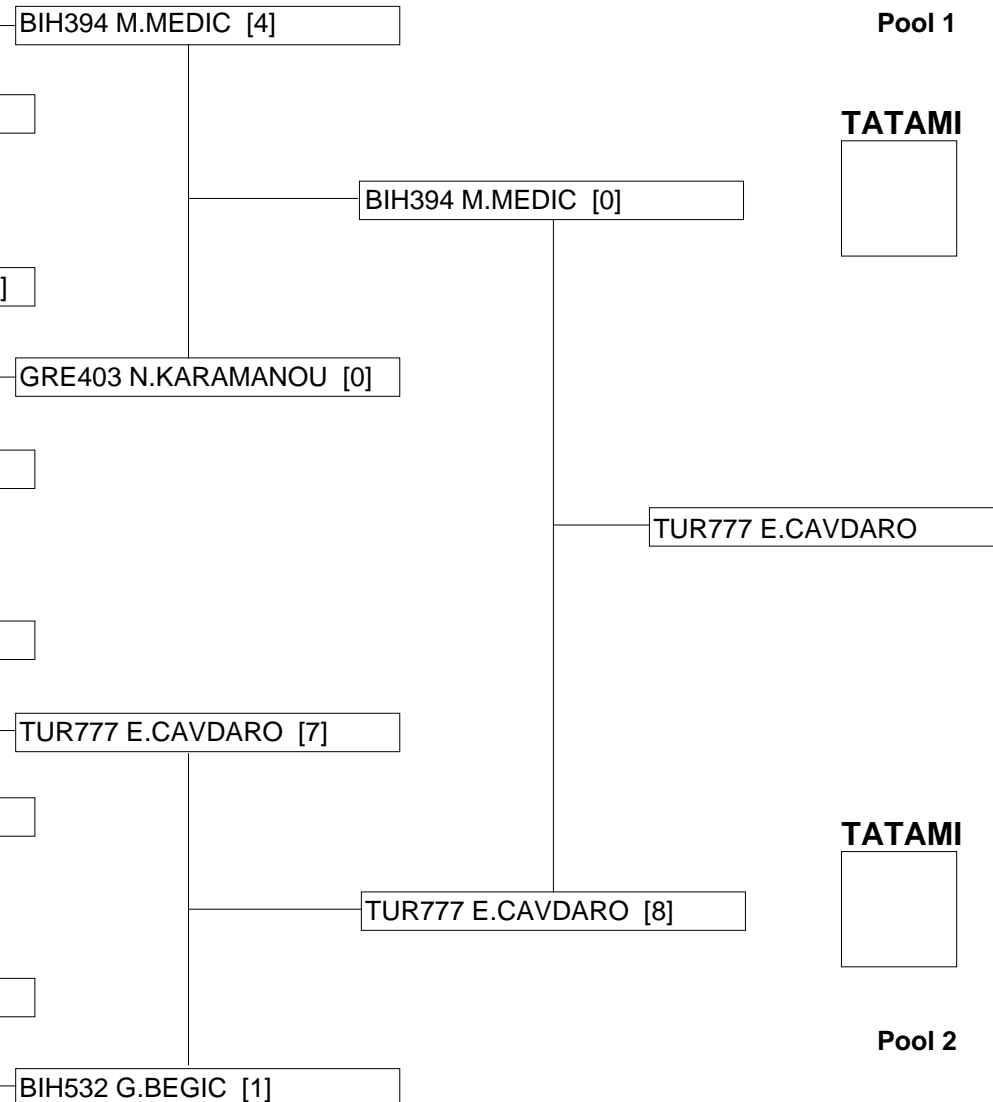 BIH394 M.MEDIC [4]
Pool 1
TATAMI
BIH394 M.MEDIC [0]
]
GRE403 N.KARAMANOU [0]
TUR777 E.CAVDARO
TUR777 E.CAVDARO [7]
TATAMI
TUR777 E.CAVDARO [8]
Pool 2
BIH532 G.BEGIC [1]